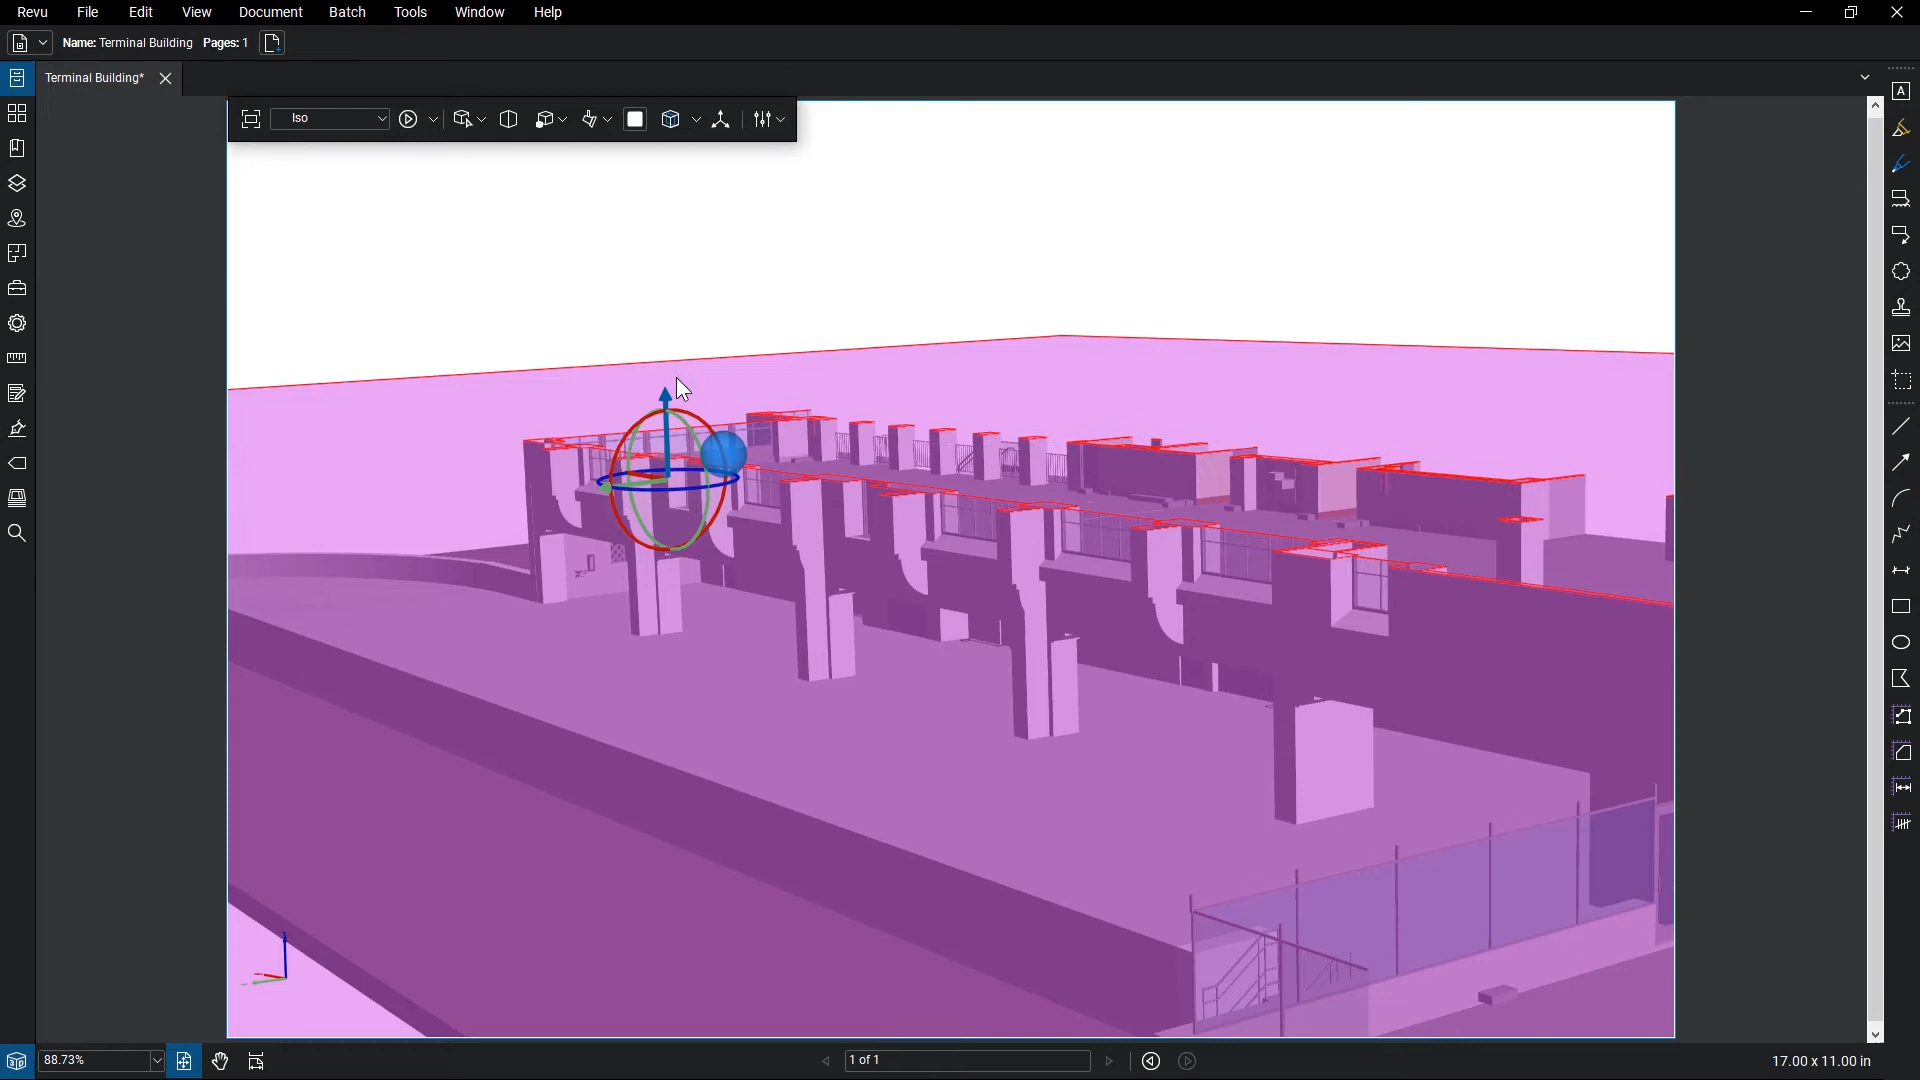 Revu File Edit View Document Batch Tools Window Help
Name: Terminal Building Pages: 1
Terminal Building*
Iso
A
88.73%
1 of 1
17.00 x 11.00 in